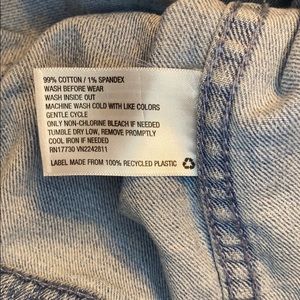 99% COTTON / 1% SPANDEX
WASH BEFORE WEAR
WASH INSIDE OUT
MACHINE WASH COLD WITH LIKE COLORS
GENTLE CYCLE
ONLY NON-CHLORINE BLEACH IF NEEDED
TUMBLE DRY LOW, REMOVE PROMPTLY
COOL IRON IF NEEDED
RN17730 VN2242811
LABEL MADE FROM 100% RECYCLED PLASTIC